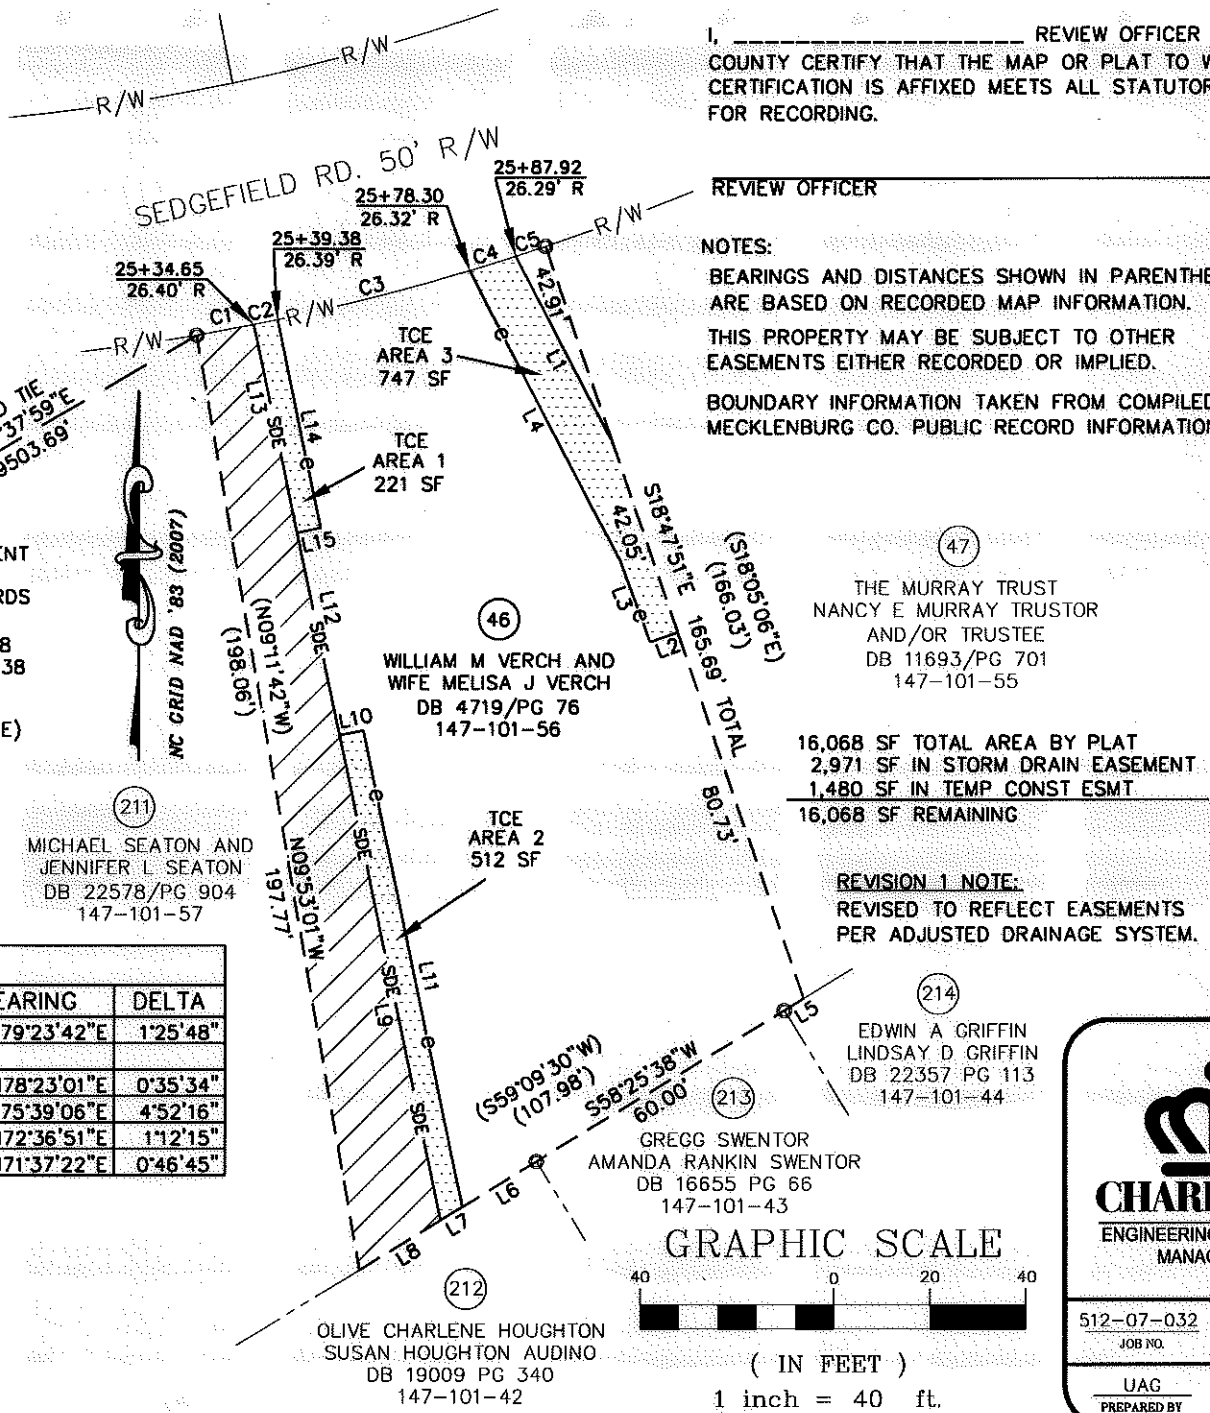 I, ______________________ REVIEW OFFICER
COUNTY CERTIFY THAT THE MAP OR PLAT TO
CERTIFICATION IS AFFIXED MEETS ALL
FOR RECORDING.
REVIEW OFFICER
NOTES:
BEARINGS AND DISTANCES SHOWN IN
ARE BASED ON RECORDED MAP INFORMATION.
THIS PROPERTY MAY BE SUBJECT TO OTHER
EASEMENTS EITHER RECORDED OR IMPLIED.
BOUNDARY INFORMATION TAKEN FROM COMPILED
MECKLENBURG CO. PUBLIC RECORD INFORMATION
R/W
R/W
SEDGEFIELD RD. 50' R/W
25+87.92
26.29' R
25+78.30
26.32' R
25+39.38
26.39' R
25+34.65
26.40' R
R/W
C1
C2
R/W
C3
C4
C5
R/W
TIE
37'59"E
9503.69'
NC GRID NAD '83 (2007)
L13
SDE
L14
e
L15
L12
SDE
TCE
AREA 3
747 SF
TCE
AREA 1
221 SF
e
L4
L1
42.91'
42.05'
L3
e
L2
S18°47'51"E 165.69' TOTAL
(S18°05'06"E)
(166.03')
80.73'
46
WILLIAM M VERCH AND
WIFE MELISA J VERCH
DB 4719/PG 76
147-101-56
47
THE MURRAY TRUST
NANCY E MURRAY TRUSTOR
AND/OR TRUSTEE
DB 11693/PG 701
147-101-55
(N09°11'42"W)
(198.06')
N09°53'01"W
197.77'
L10
e
SDE
SDE
L9
SDE
L11
e
TCE
AREA 2
512 SF
16,068 SF TOTAL AREA BY PLAT
2,971 SF IN STORM DRAIN EASEMENT
1,480 SF IN TEMP CONST ESMT
16,068 SF REMAINING
REVISION 1 NOTE:
REVISED TO REFLECT EASEMENTS
PER ADJUSTED DRAINAGE SYSTEM.
211
MICHAEL SEATON AND
JENNIFER L SEATON
DB 22578/PG 904
147-101-57
DELTA
79°23'42"E 1°25'48"
78°23'01"E 0°35'34"
75°39'06"E 4°52'16"
72°36'51"E 1°12'15"
71°37'22"E 0°46'45"
(S59°09'30"W)
(107.98')
S58°25'38"W
60.00'
L5
L6
L7
L8
214
EDWIN A GRIFFIN
LINDSAY D GRIFFIN
DB 22357 PG 113
147-101-44
213
GREGG SWENTOR
AMANDA RANKIN SWENTOR
DB 16655 PG 66
147-101-43
212
OLIVE CHARLENE HOUGHTON
SUSAN HOUGHTON AUDINO
DB 19009 PG 340
147-101-42
GRAPHIC SCALE
40 0 20 40
( IN FEET )
1 inch = 40 ft.
512-07-032
JOB NO.
UAG
PREPARED BY